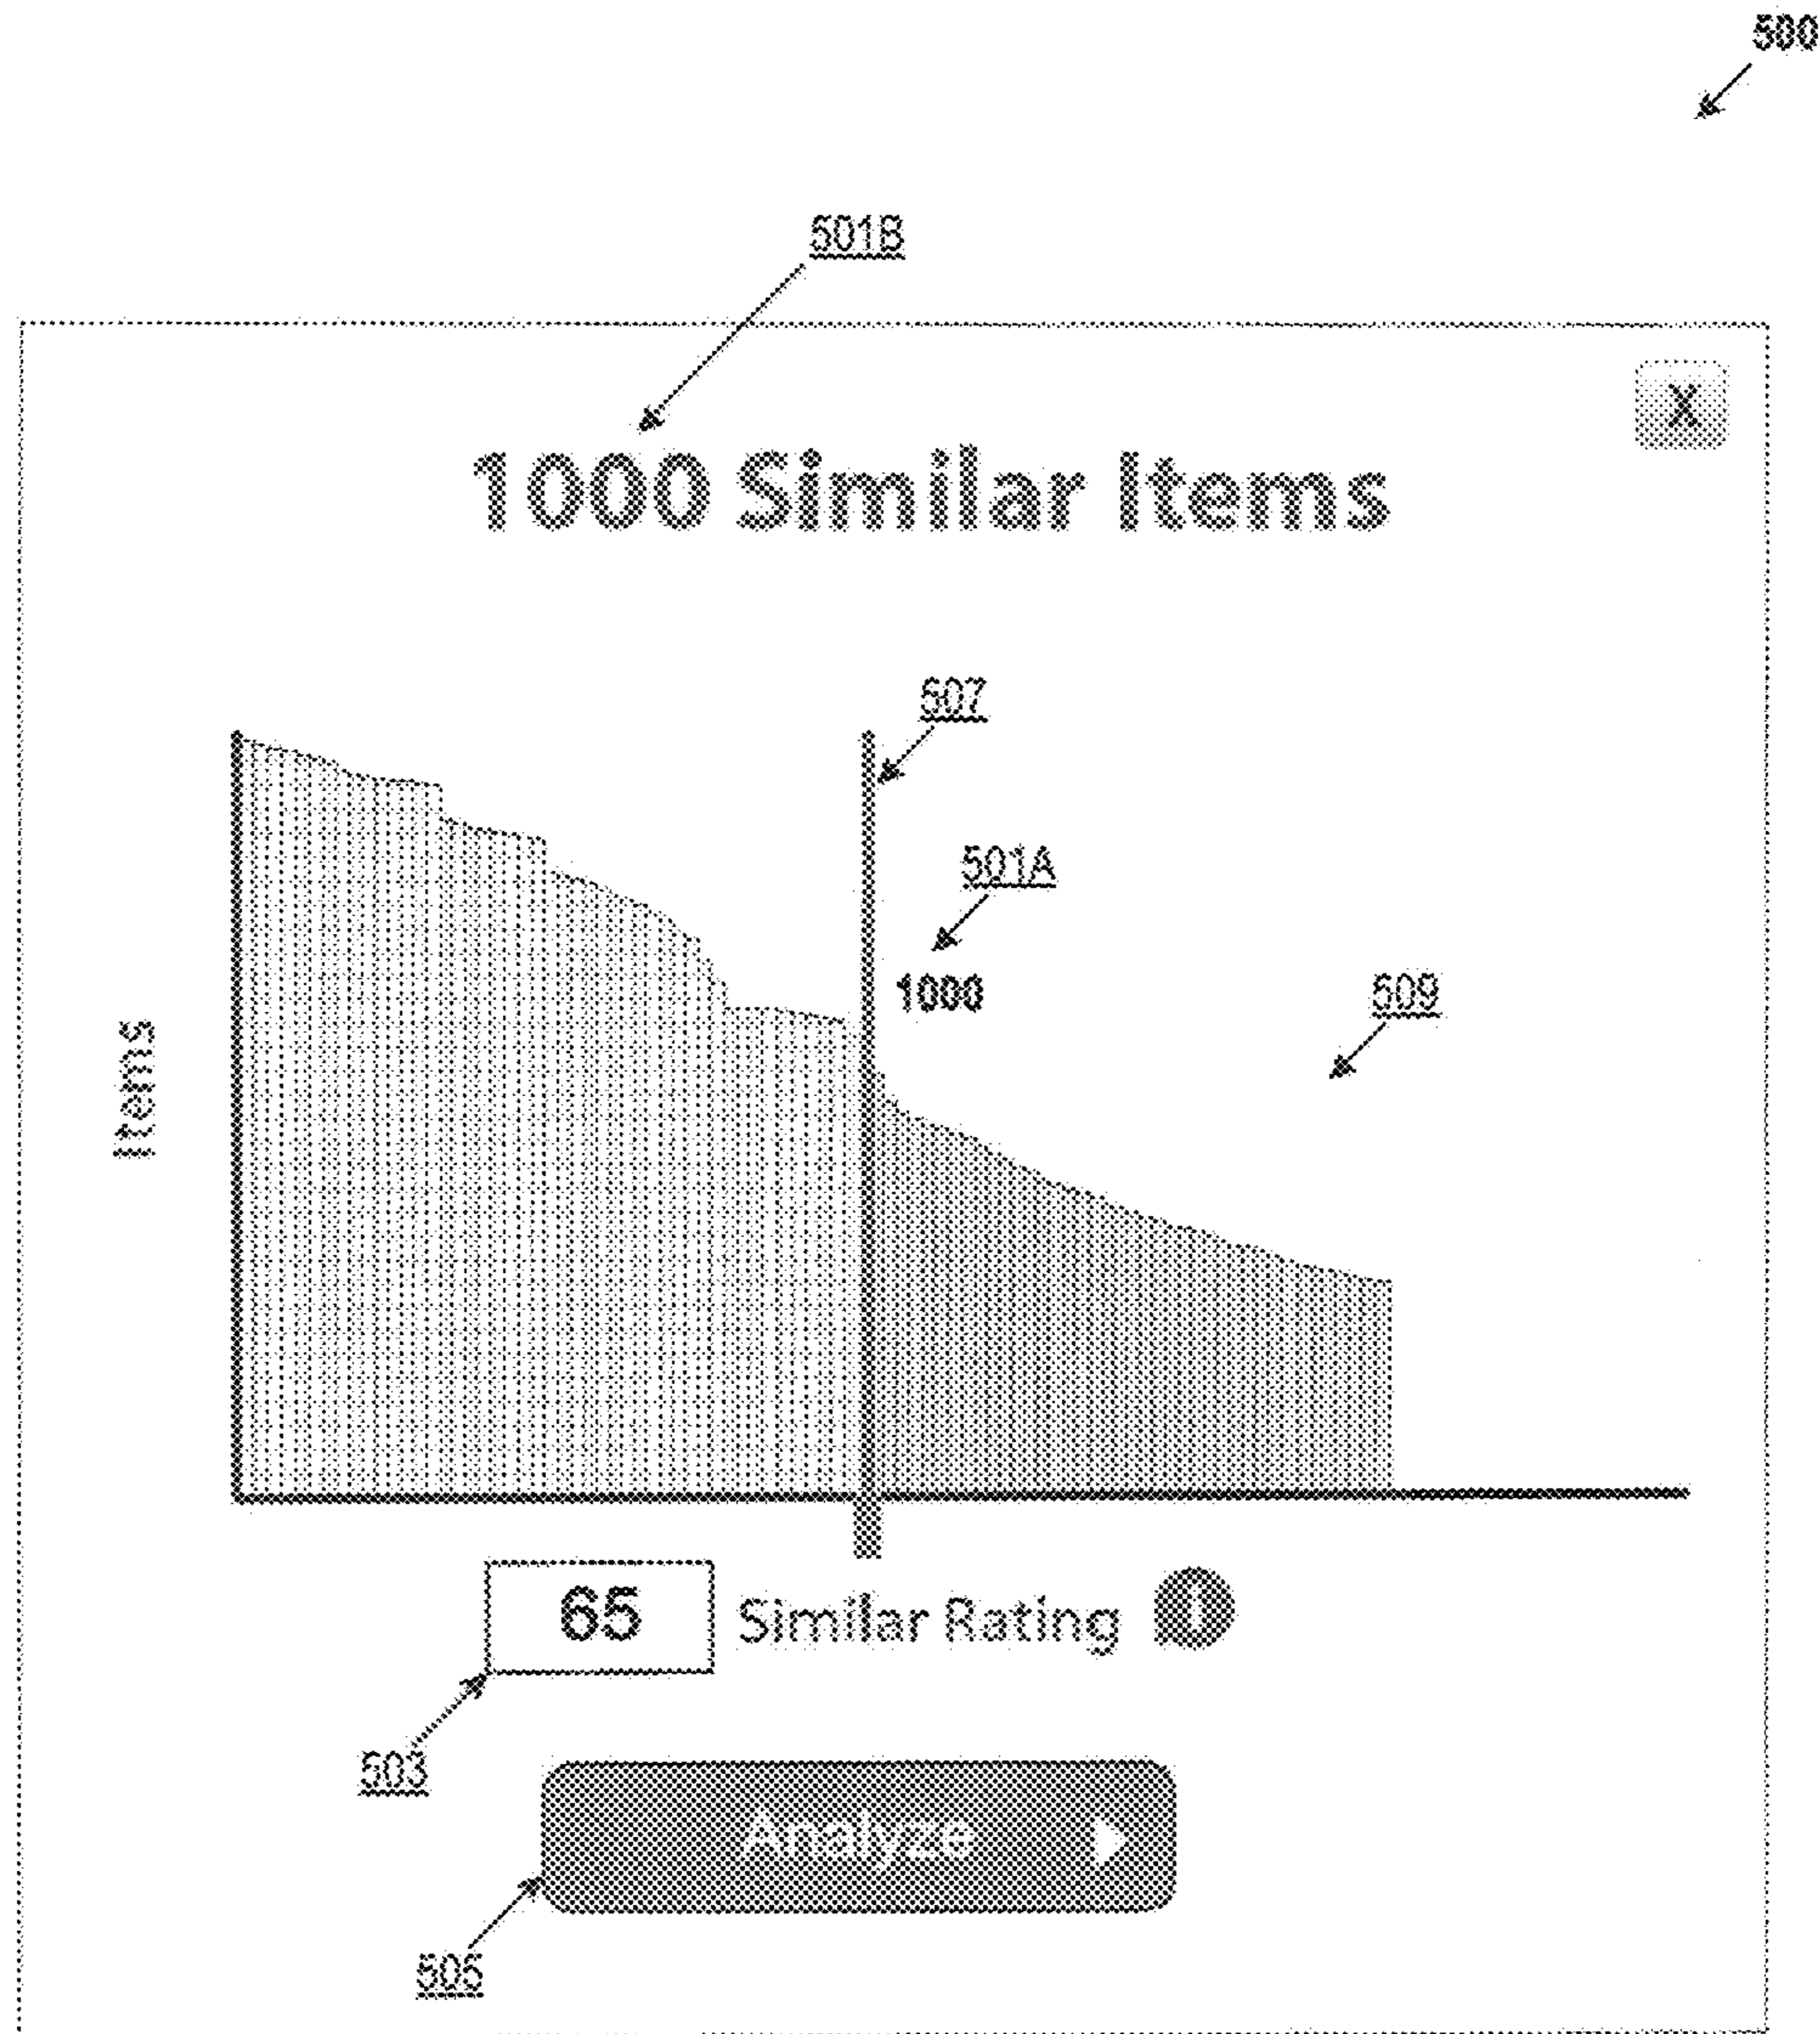 500
501B
X
1000 Similar Items
507
501A
1000
509
Items
65 Similar Rating i
503
Analyze
505